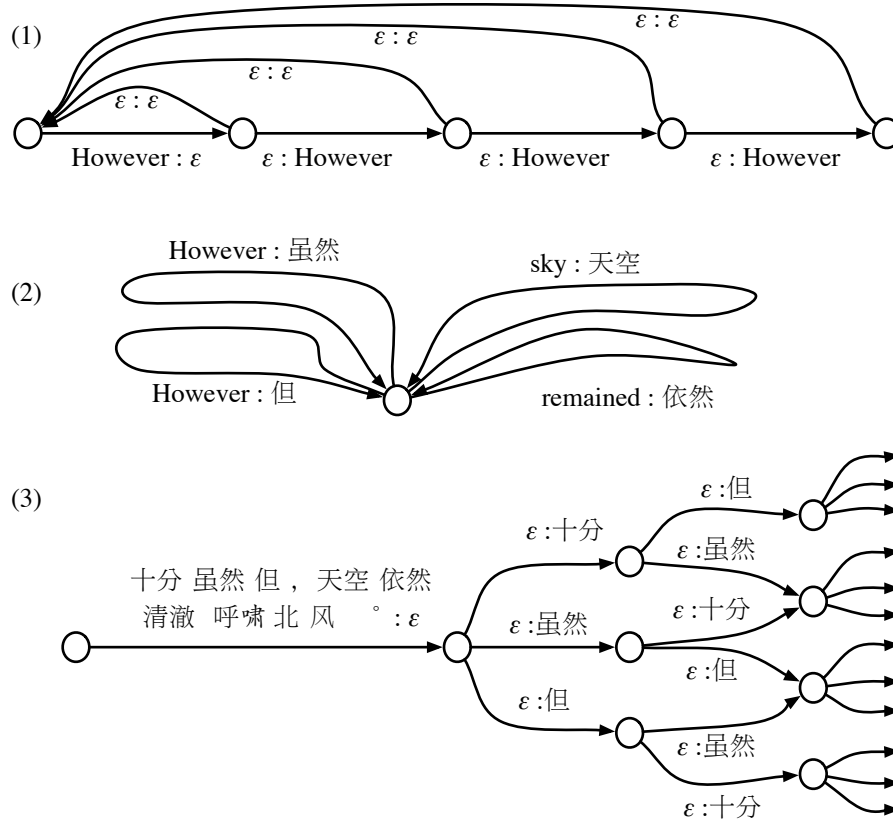 (1)
ε : ε
ε : ε
ε : ε
ε : ε
However : ε
ε : However
ε : However
ε : However
(2)
However : 虽然
sky : 天空
However : 但
remained : 依然
(3)
ε :但
ε :十分
ε :虽然
十分 虽然 但 ，天空 依然
清澈 呼啸 北 风 。 : ε
ε :虽然
ε :十分
ε :但
ε :但
ε :虽然
ε :十分